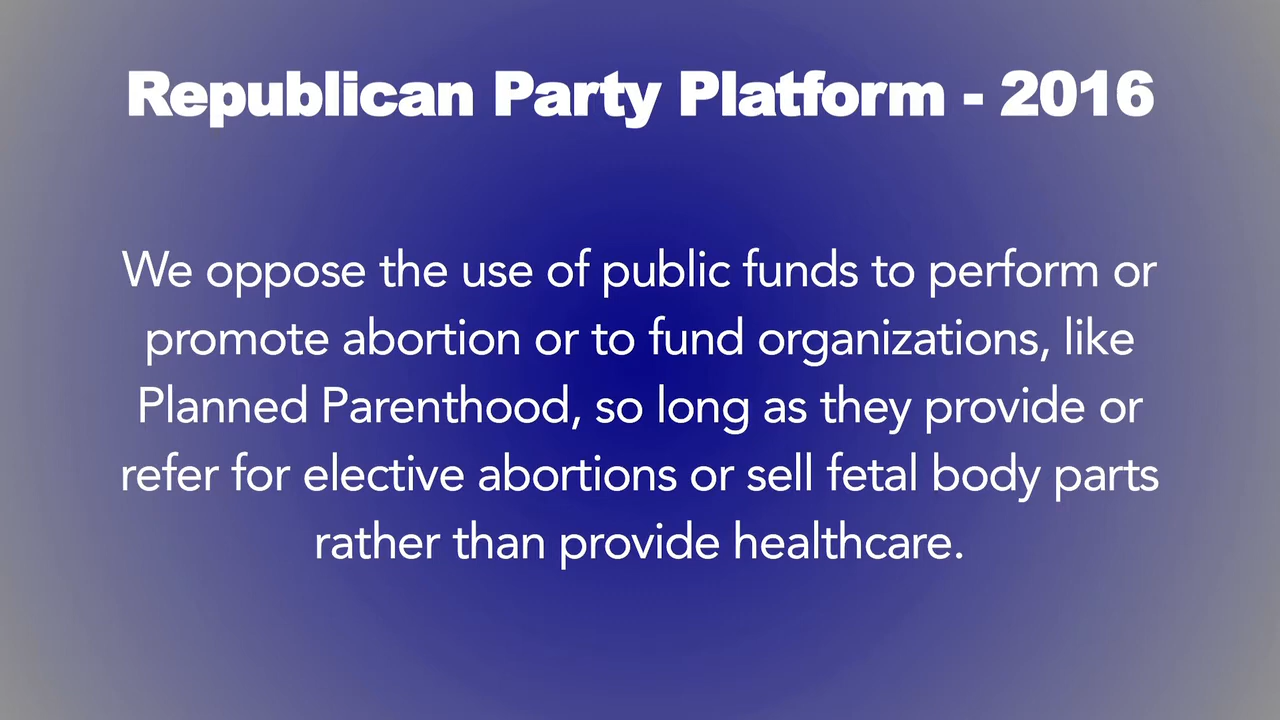 Republican Party Platform - 2016
We oppose the use of public funds to perform or
promote abortion or to fund organizations, like
Planned Parenthood, so long as they provide or
refer for elective abortions or sell fetal body parts
rather than provide healthcare.